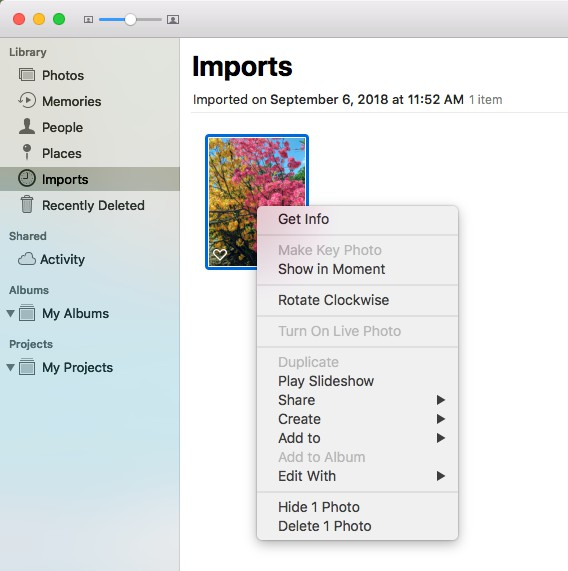 Library
Photos
Memories
People
Places
Imports
Recently Deleted
Shared
Activity
Albums
My Albums
Projects
My Projects
Imports
Imported on September 6, 2018 at 11:52 AM 1 item
Get Info
Make Key Photo
Show in Moment
Rotate Clockwise
Turn On Live Photo
Duplicate
Play Slideshow
Share
Create
Add to
Add to Album
Edit With
Hide 1 Photo
Delete 1 Photo